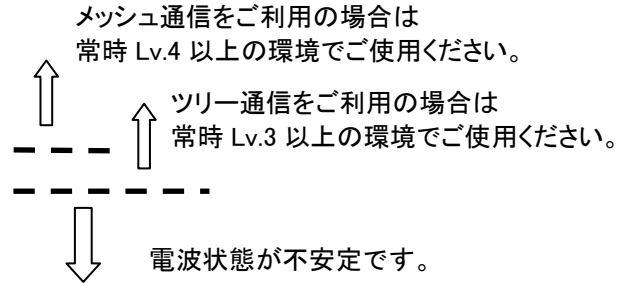 メッシュ通信をご利用の場合は
常時 Lv.4 以上の環境でご使用ください。
ツリー通信をご利用の場合は
常時 Lv.3 以上の環境でご使用ください。
電波状態が不安定です。